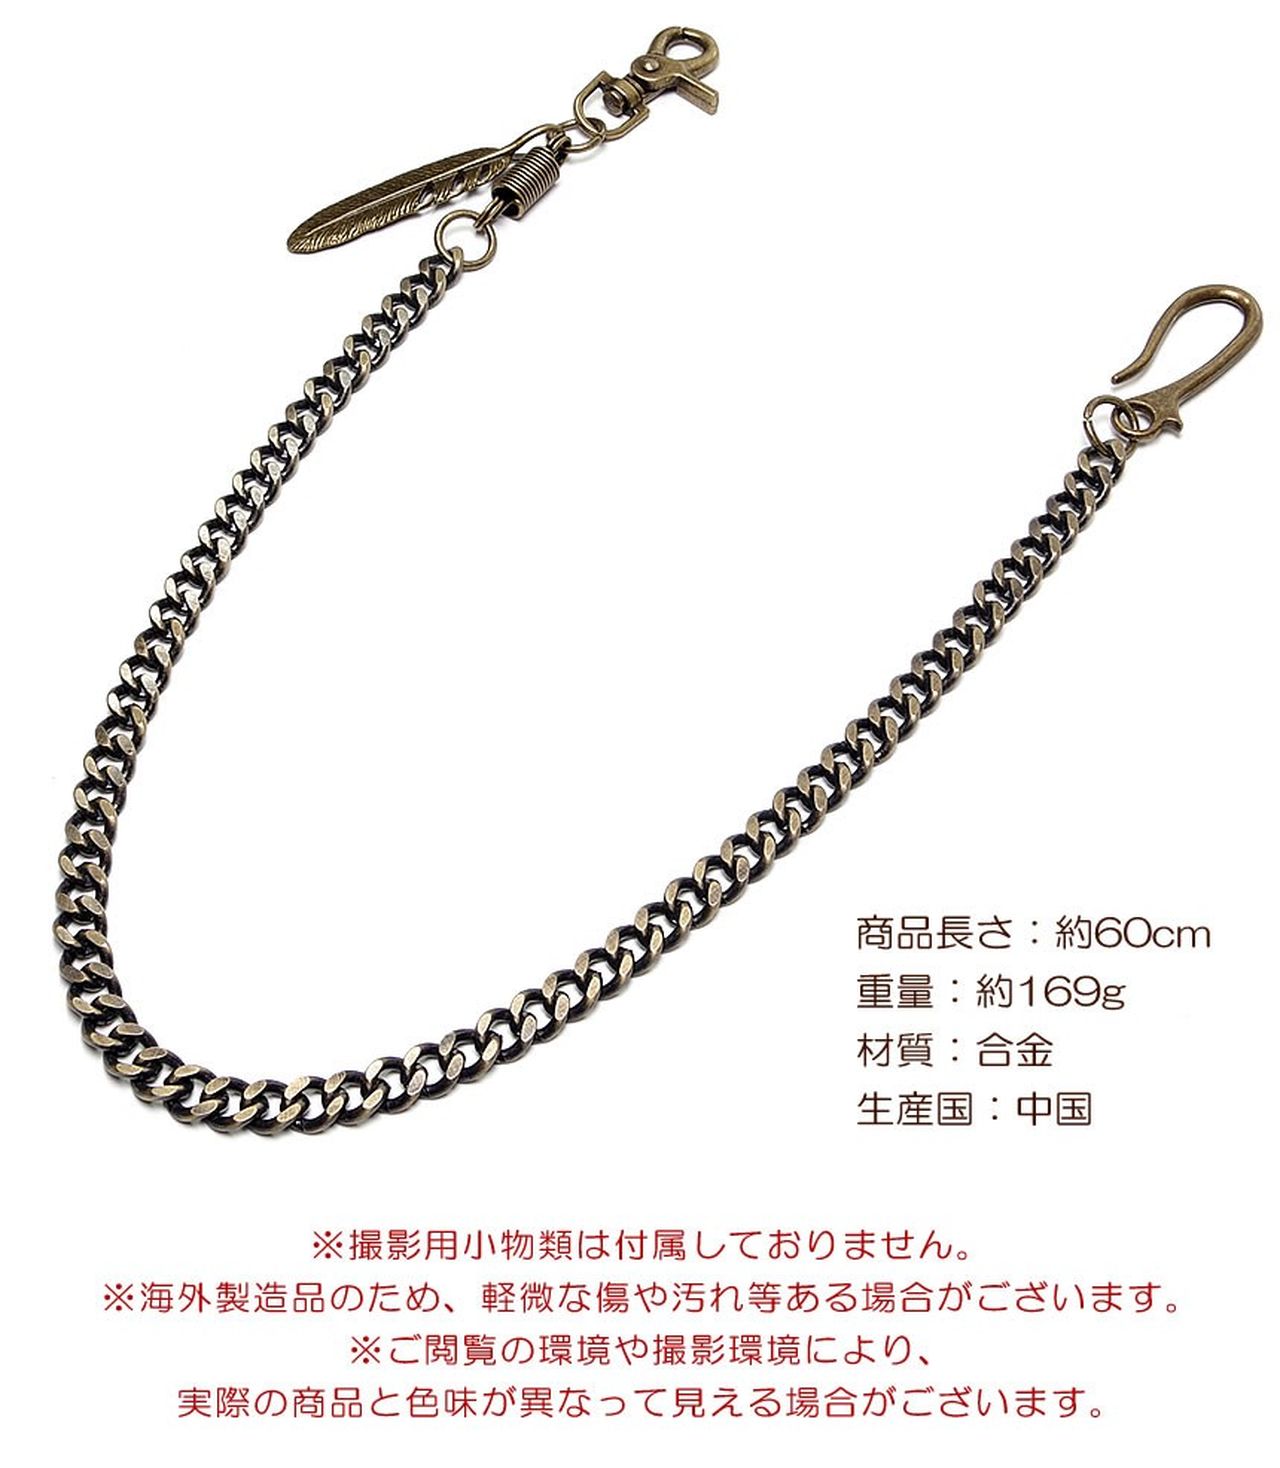 商品長さ：約60cm
重量：約169g
材質：合金
生産国：中国
※撮影用小物類は付属しておりません。
※海外製造品のため、軽微な傷や汚れ等ある場合がございます。
※ご閲覧の環境や撮影環境により、
実際の商品と色味が異なって見える場合がございます。